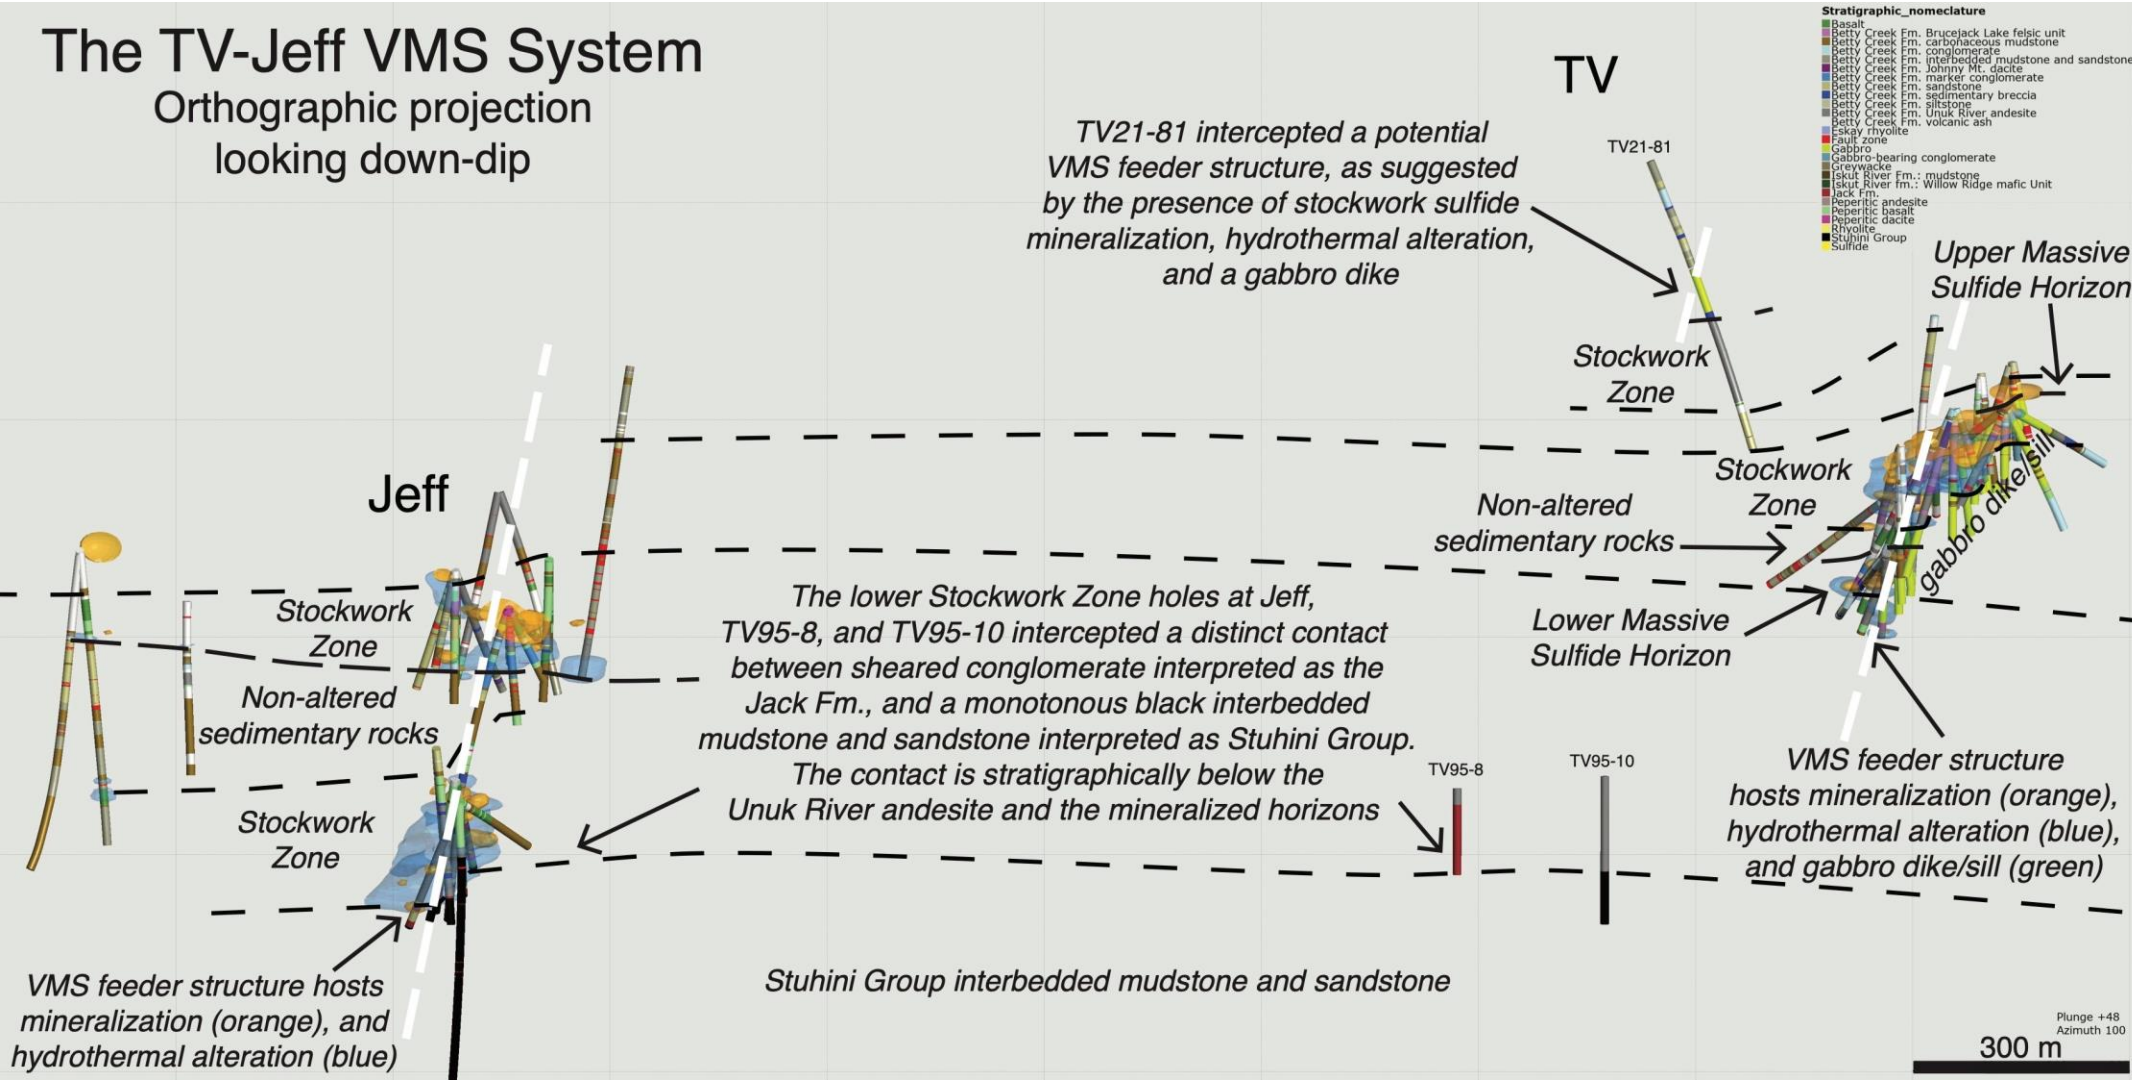 The TV-Jeff VMS System
Orthographic projection
looking down-dip
TV
TV21-81 intercepted a potential
VMS feeder structure, as suggested
by the presence of stockwork sulfide
mineralization, hydrothermal alteration,
and a gabbro dike
TV21-81
Stratigraphic_nomeclature
Basalt
Betty Creek Fm. Brucejack Lake felsic unit
Betty Creek Fm. carbonaceous mudstone
Betty Creek Fm. conglomerate
Betty Creek Fm. interbedded mudstone and sandstone
Betty Creek Fm. Johnny Mt. dacite
Betty Creek Fm. marker conglomerate
Betty Creek Fm. sandstone
Betty Creek Fm. sedimentary breccia
Betty Creek Fm. siltstone
Betty Creek Fm. Unuk River andesite
Betty Creek Fm. volcanic ash
Eskay rhyolite
Fault zone
Gabbro
Gabbro-bearing conglomerate
Greywacke
Iskut River Fm.: mudstone
Iskut River fm.: Willow Ridge mafic Unit
Jack Fm.
Peperitic andesite
Peperitic basalt
Peperitic dacite
Rhyolite
Stuhini Group
Sulfide
Upper Massive
Sulfide Horizon
Stockwork
Zone
Jeff
Stockwork
Zone
Non-altered
sedimentary rocks
gabbro dike/sill
Lower Massive
Sulfide Horizon
Stockwork
Zone
Non-altered
sedimentary rocks
The lower Stockwork Zone holes at Jeff,
TV95-8, and TV95-10 intercepted a distinct contact
between sheared conglomerate interpreted as the
Jack Fm., and a monotonous black interbedded
mudstone and sandstone interpreted as Stuhini Group.
The contact is stratigraphically below the
Unuk River andesite and the mineralized horizons
TV95-8
TV95-10
VMS feeder structure
hosts mineralization (orange),
hydrothermal alteration (blue),
and gabbro dike/sill (green)
Stockwork
Zone
VMS feeder structure hosts
mineralization (orange), and
hydrothermal alteration (blue)
Stuhini Group interbedded mudstone and sandstone
Plunge +48
Azimuth 100
300 m